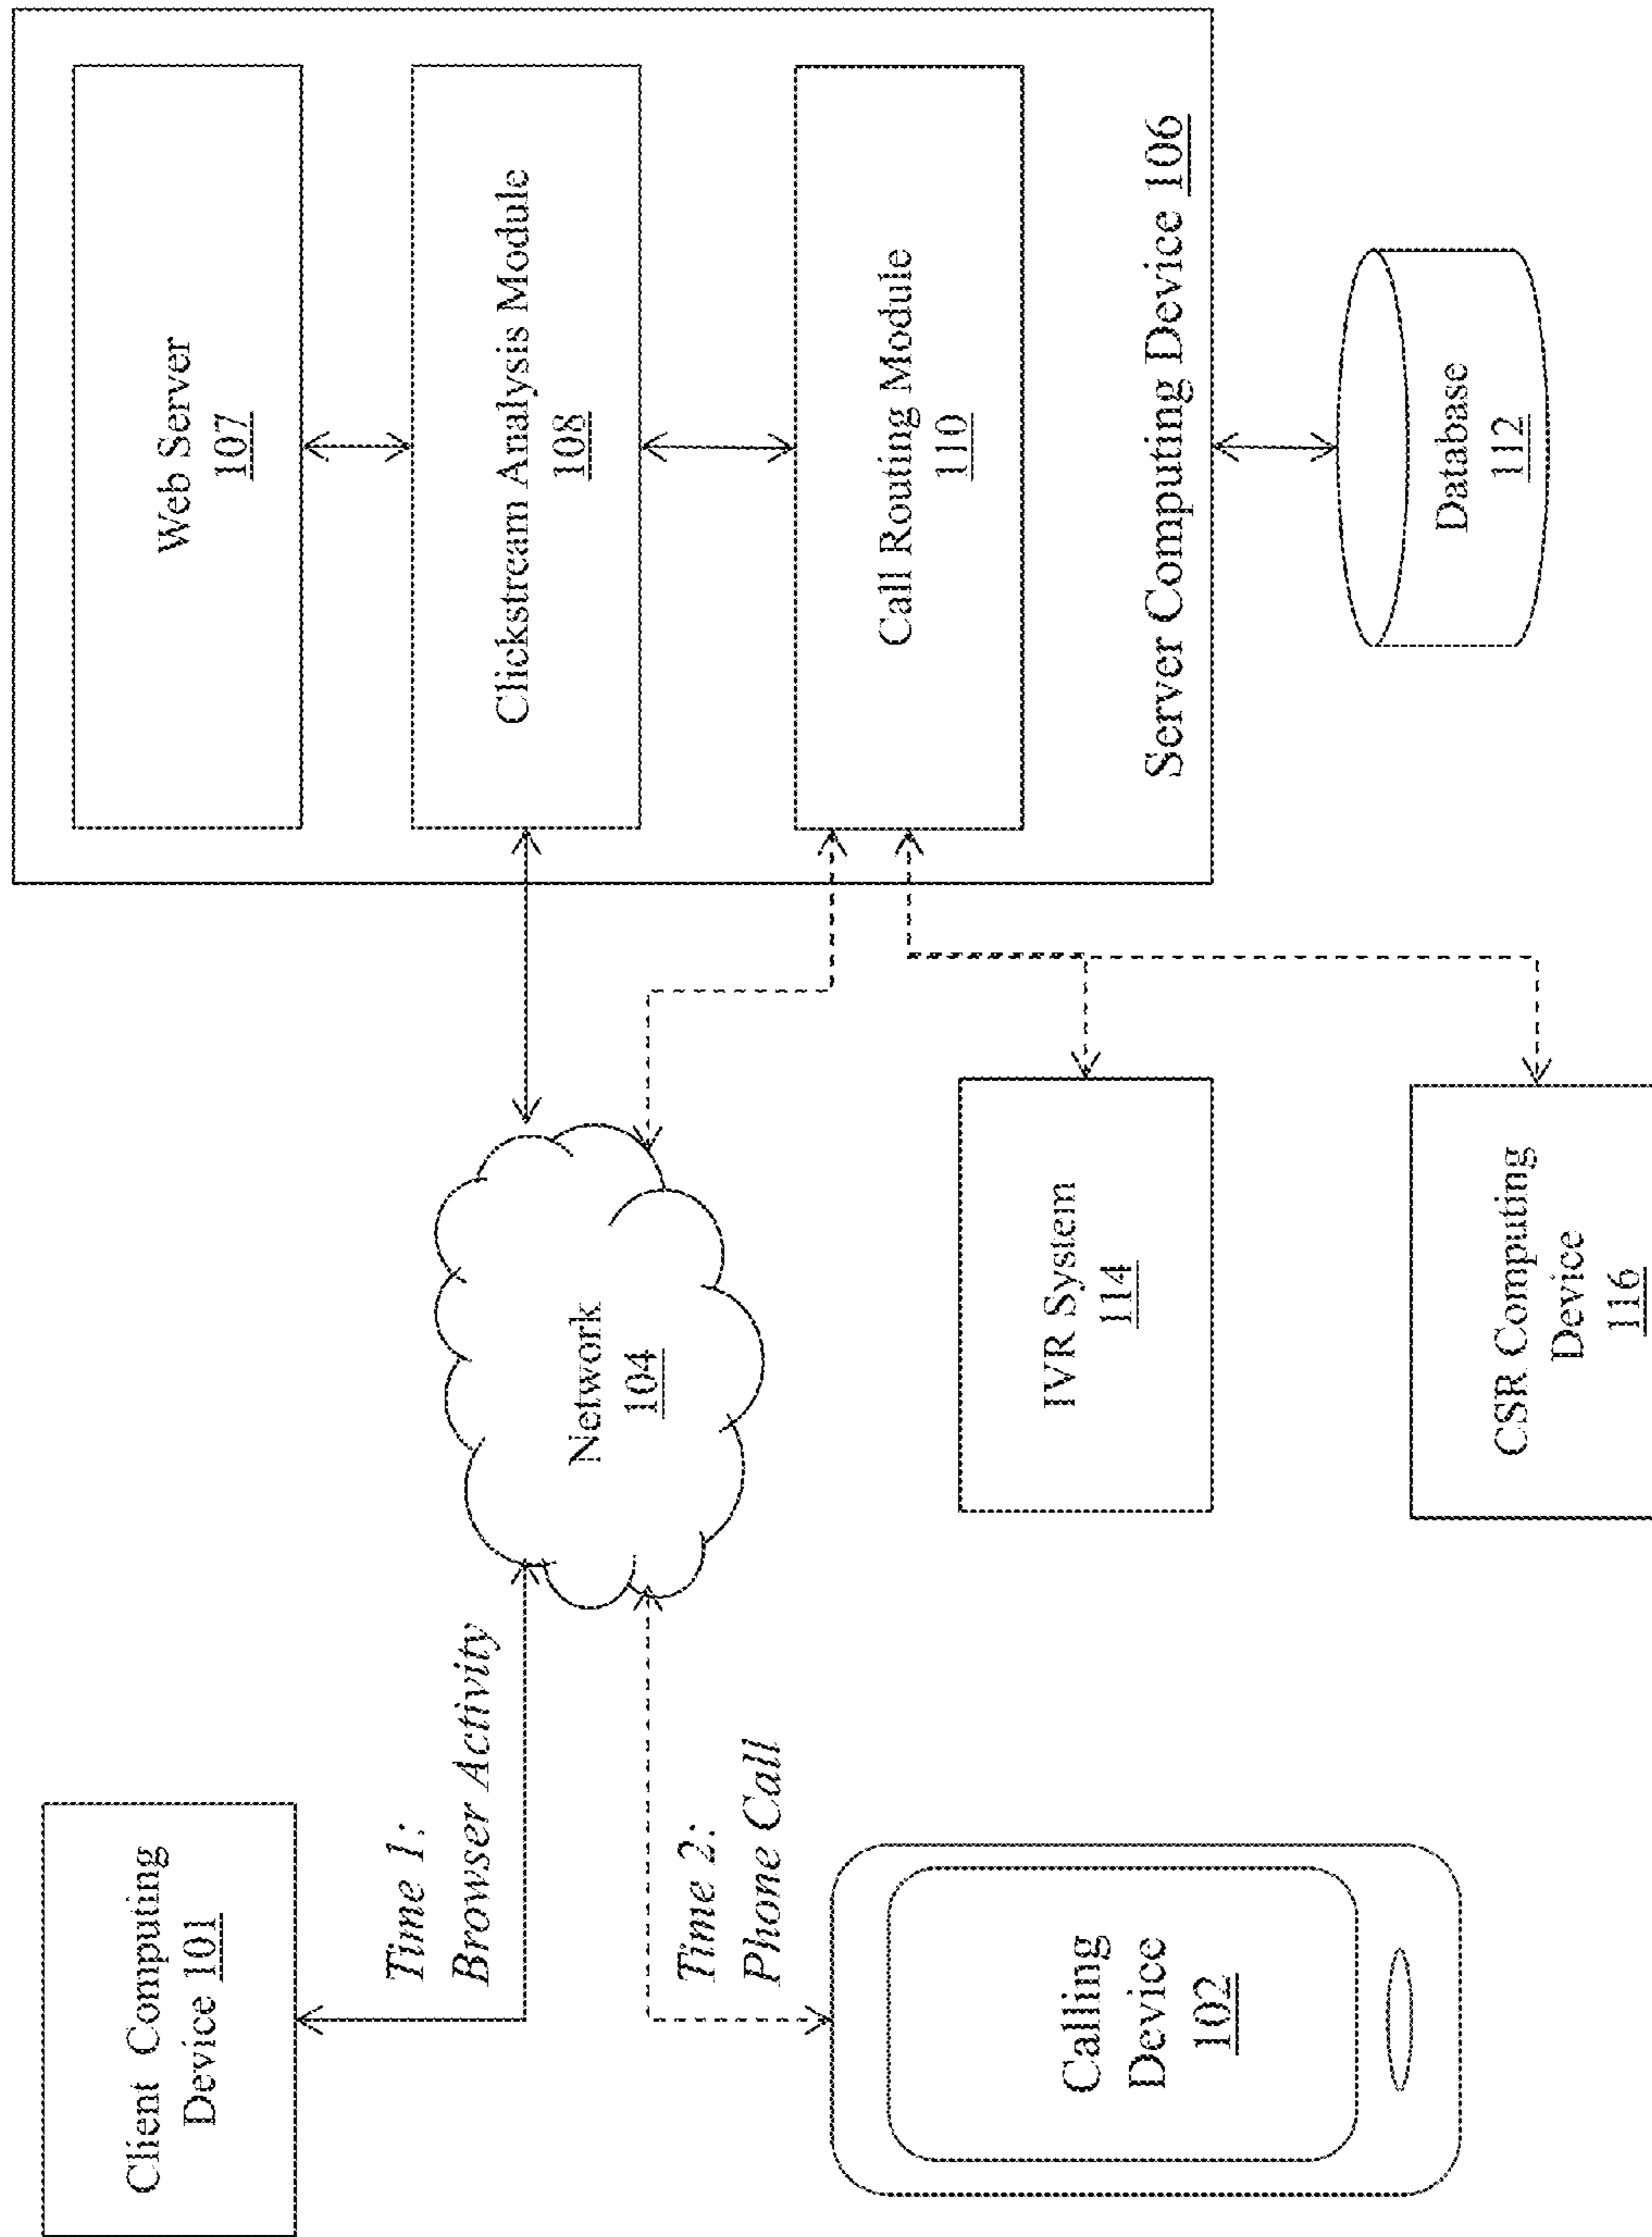 Client Computing
Device 101
Time 1:
Browser Activity
Time 2:
Phone Call
Calling
Device
102
Network
104
IVR System
114
CSR Computing
Device
116
Web Server
107
Clickstream Analysis Module
108
Call Routing Module
110
Server Computing Device 106
Database
112